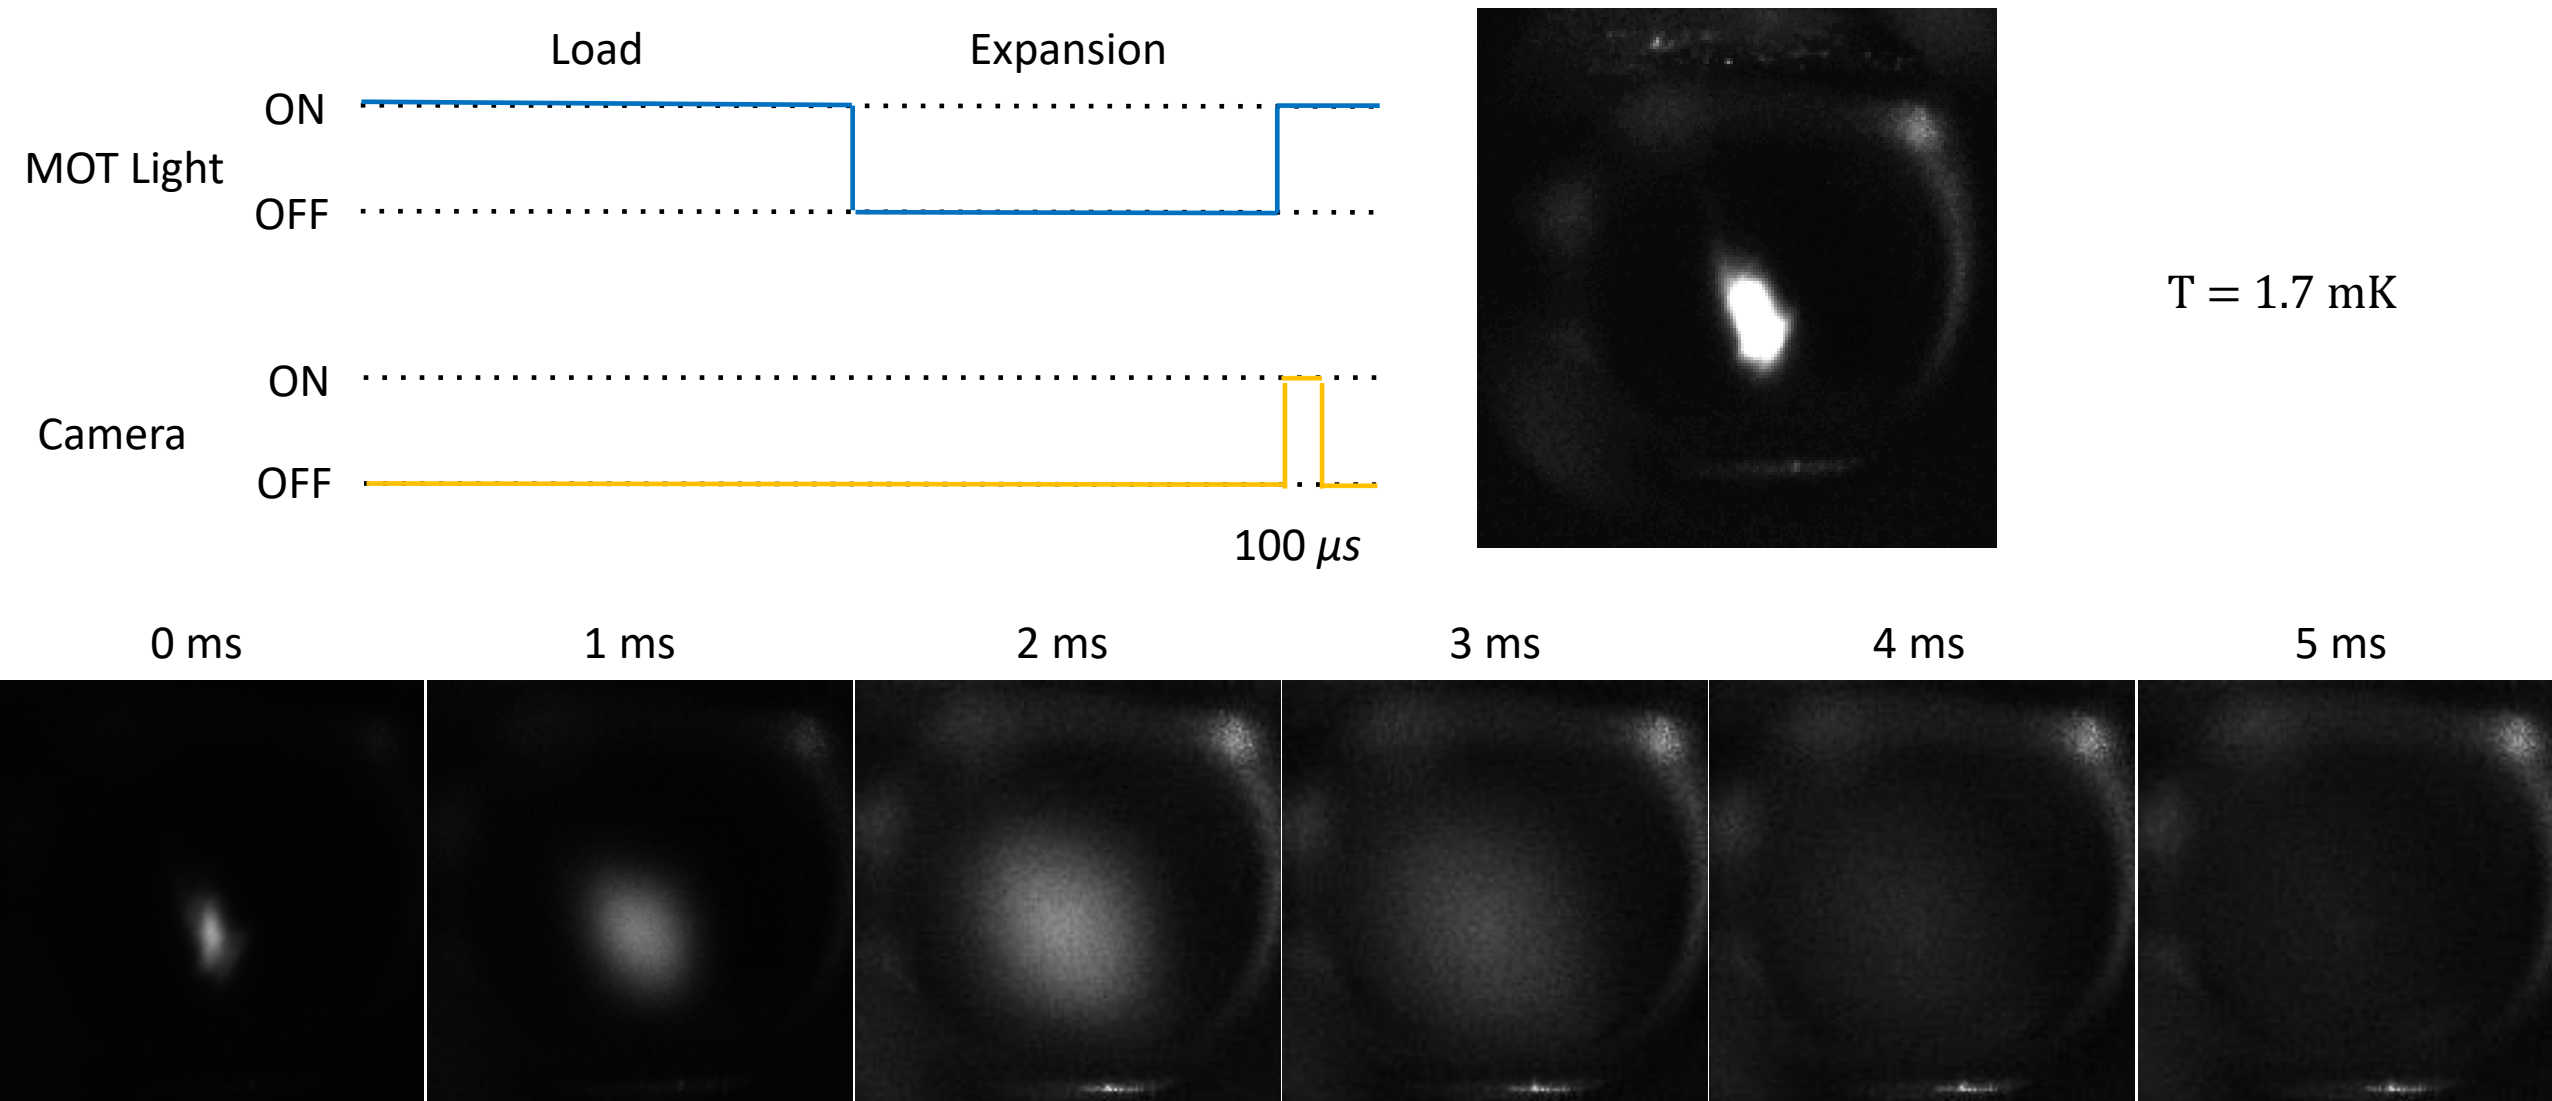 Load
Expansion
ON
MOT Light
OFF
T = 1.7 mK
ON
Camera
OFF
100 μs
0 ms
1 ms
2 ms
3 ms
4 ms
5 ms